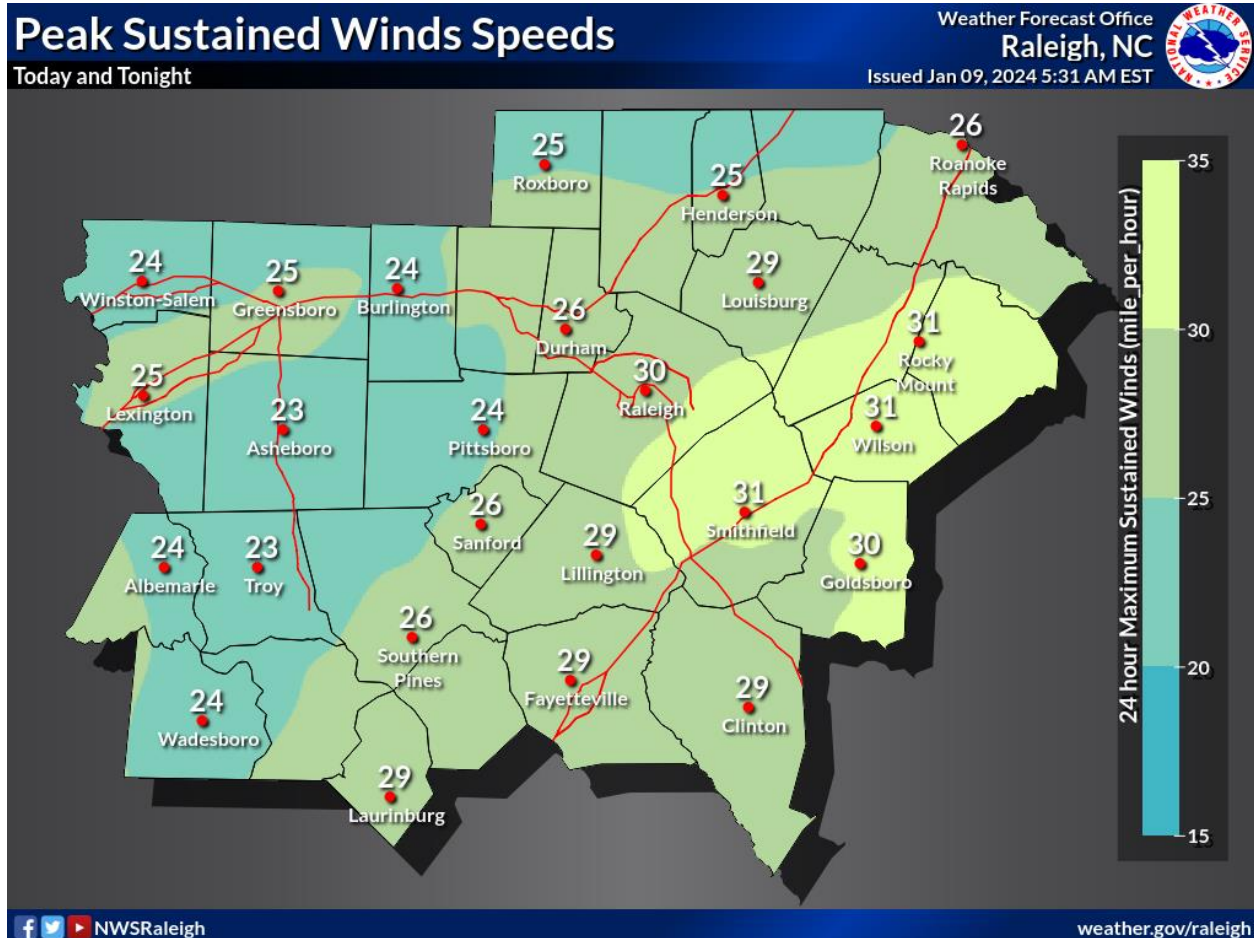 Peak Sustained Winds Speeds
Today and Tonight
Weather Forecast Office
Raleigh, NC
Issued Jan 09, 2024 5:31 AM EST
NATIONAL WEATHER SERVICE
26
Roanoke
Rapids
25
Roxboro
25
Henderson
24
Winston-Salem
25
Greensboro
24
Burlington
29
Louisburg
26
Durham
31
Rocky
Mount
25
Lexington
30
Raleigh
23
Asheboro
24
Pittsboro
31
Wilson
31
Smithfield
26
Sanford
29
Lillington
30
Goldsboro
24
Albemarle
23
Troy
26
Southern
Pines
29
Fayetteville
24
Wadesboro
29
Clinton
29
Laurinburg
24 hour Maximum Sustained Winds (mile_per_hour)
35
30
25
20
15
NWSRaleigh
weather.gov/raleigh